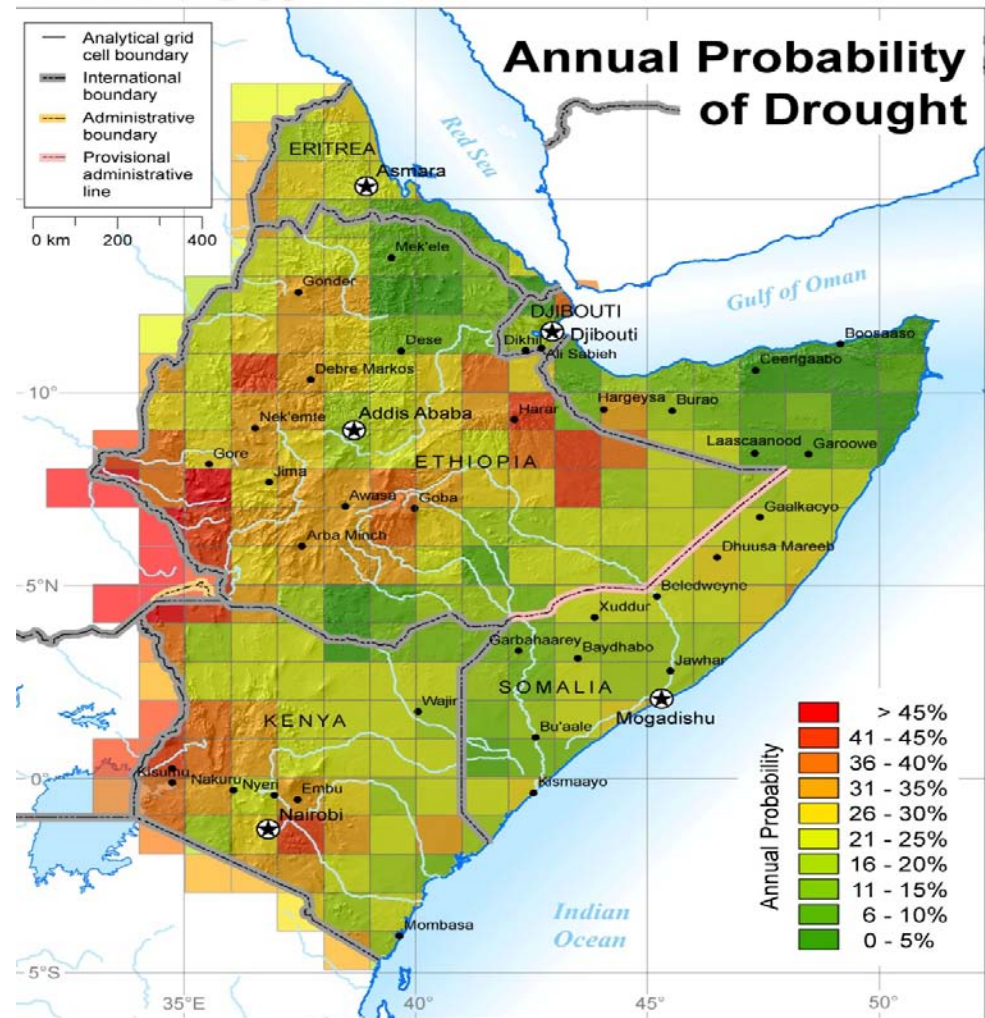 Annual Probability
of Drought
Analytical grid
cell boundary
International
boundary
Administrative
boundary
Provisional
administrative
line
0 km 200 400
Red Sea
ERITREA
Asmara
Mek'ele
Gonder
Gulf of Oman
DJIBOUTI
Djibouti
Dikhil
Ali Sabieh
Boosaaso
Ceerigaabo
Dese
Debre Markos
10°
Hargeysa
Burao
Harar
Nek'emte
Addis Ababa
Laascaanood
Garoowe
Gore
ETHIOPIA
Jima
Awasa
Goba
Gaalkacyo
Arba Minch
Dhuusa Mareeb
5°N
Beledweyne
Xuddur
Garbahaarey
Baydhabo
Jawhar
SOMALIA
Wajir
KENYA
Mogadishu
Bu'aale
0°
Kisumu
Nakuru
Nyeri
Embu
Kismaayo
Nairobi
Indian
Ocean
Mombasa
5°S
35°E 40° 45° 50°
Annual Probability
> 45%
41 - 45%
36 - 40%
31 - 35%
26 - 30%
21 - 25%
16 - 20%
11 - 15%
6 - 10%
0 - 5%